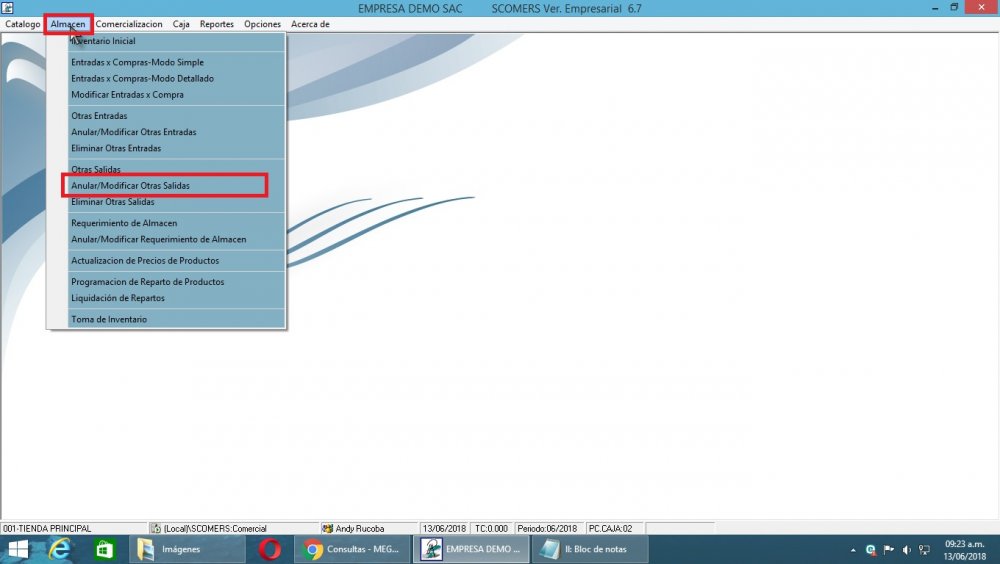 EMPRESA DEMO SAC SCOMERS Ver. Empresarial 6.7
Catalogo Almacen Comercializacion Caja Reportes Opciones Acerca de
Inventario Inicial
Entradas x Compras-Modo Simple
Entradas x Compras-Modo Detallado
Modificar Entradas x Compra
Otras Entradas
Anular/Modificar Otras Entradas
Eliminar Otras Entradas
Otras Salidas
Anular/Modificar Otras Salidas
Eliminar Otras Salidas
Requerimiento de Almacen
Anular/Modificar Requerimiento de Almacen
Actualizacion de Precios de Productos
Programacion de Reparto de Productos
Liquidación de Repartos
Toma de Inventario
001-TIENDA PRINCIPAL (Local)\SCOMERS:Comercial Andy Rucoba 13/06/2018 TC:0.000 Periodo:06/2018 PC.CAJA:02
Imágenes Consultas - MEG... EMPRESA DEMO ... II: Bloc de notas 09:23 a.m.
13/06/2018